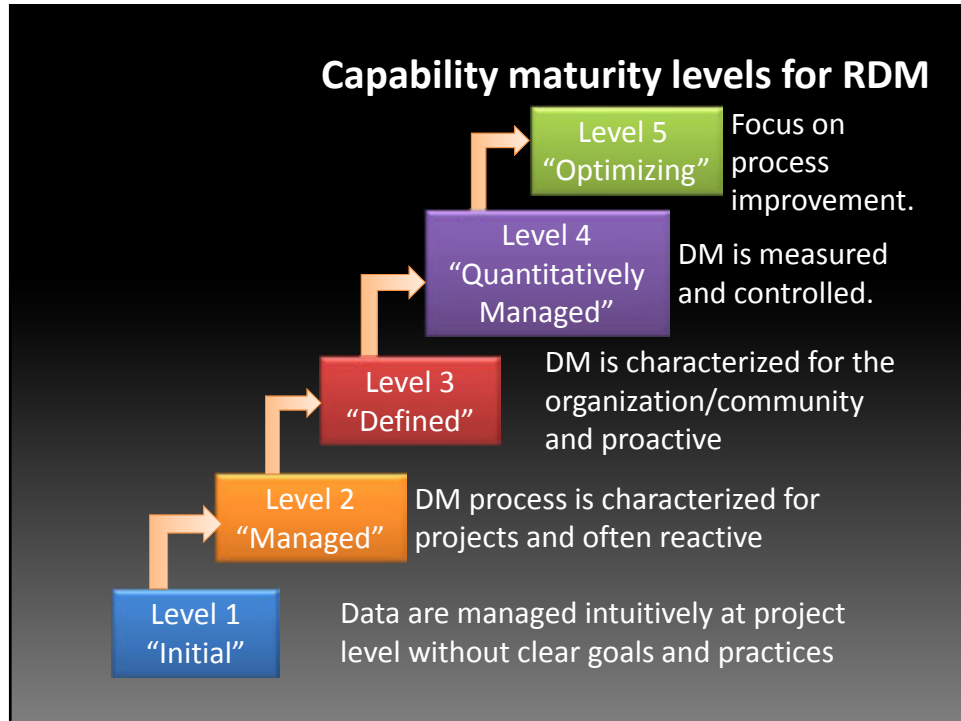 Capability maturity levels for RDM
Level 5
“Optimizing”
Focus on
process
improvement.
Level 4
“Quantitatively
Managed”
DM is measured
and controlled.
Level 3
“Defined”
DM is characterized for the
organization/community
and proactive
Level 2
“Managed”
DM process is characterized for
projects and often reactive
Level 1
“Initial”
Data are managed intuitively at project
level without clear goals and practices